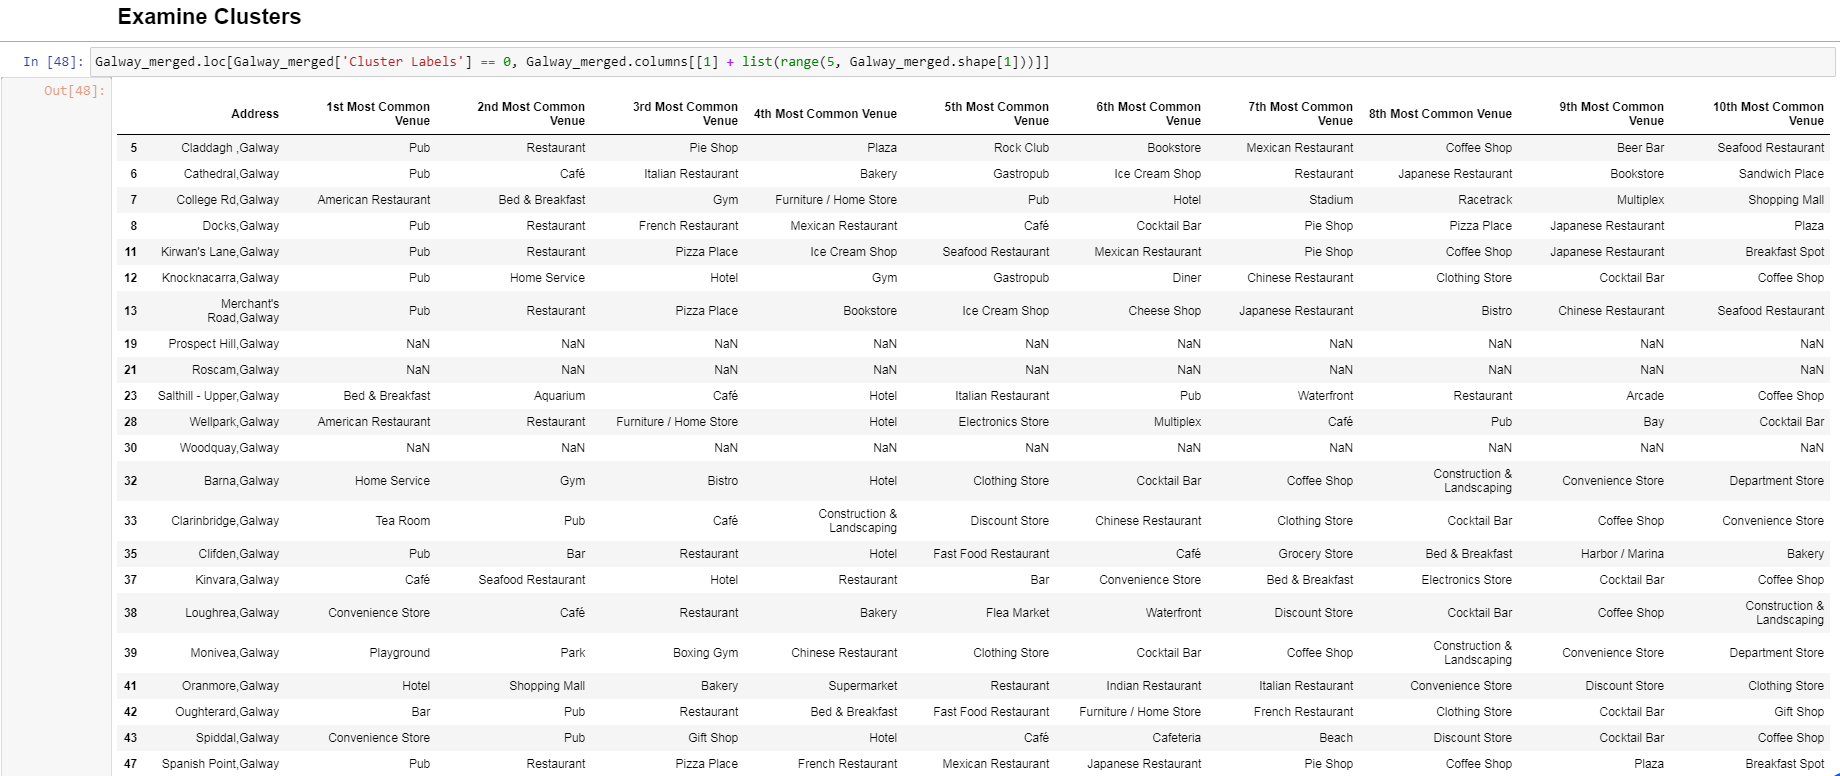 Examine Clusters
In [48]: Galway_merged.loc[Galway_merged['Cluster Labels'] == 0, Galway_merged.columns[[1] + list(range(5, Galway_merged.shape[1]))]]
Out[48]:
Address 1st Most Common Venue 2nd Most Common Venue 3rd Most Common Venue 4th Most Common Venue 5th Most Common Venue 6th Most Common Venue 7th Most Common Venue 8th Most Common Venue 9th Most Common Venue 10th Most Common Venue
5 Claddagh ,Galway Pub Restaurant Pie Shop Plaza Rock Club Bookstore Mexican Restaurant Coffee Shop Beer Bar Seafood Restaurant
6 Cathedral,Galway Pub Café Italian Restaurant Bakery Gastropub Ice Cream Shop Restaurant Japanese Restaurant Bookstore Sandwich Place
7 College Rd,Galway American Restaurant Bed & Breakfast Gym Furniture / Home Store Pub Hotel Stadium Racetrack Multiplex Shopping Mall
8 Docks,Galway Pub Restaurant French Restaurant Mexican Restaurant Café Cocktail Bar Pie Shop Pizza Place Japanese Restaurant Plaza
11 Kirwan's Lane,Galway Pub Restaurant Pizza Place Ice Cream Shop Seafood Restaurant Mexican Restaurant Pie Shop Coffee Shop Japanese Restaurant Breakfast Spot
12 Knocknacarra,Galway Pub Home Service Hotel Gym Gastropub Diner Chinese Restaurant Clothing Store Cocktail Bar Coffee Shop
13 Merchant's Road,Galway Pub Restaurant Pizza Place Bookstore Ice Cream Shop Cheese Shop Japanese Restaurant Bistro Chinese Restaurant Seafood Restaurant
19 Prospect Hill,Galway NaN NaN NaN NaN NaN NaN NaN NaN NaN NaN
21 Roscam,Galway NaN NaN NaN NaN NaN NaN NaN NaN NaN NaN
23 Salthill - Upper,Galway Bed & Breakfast Aquarium Café Hotel Italian Restaurant Pub Waterfront Restaurant Arcade Coffee Shop
28 Wellpark,Galway American Restaurant Restaurant Furniture / Home Store Hotel Electronics Store Multiplex Café Pub Bay Cocktail Bar
30 Woodquay,Galway NaN NaN NaN NaN NaN NaN NaN NaN NaN NaN
32 Barna,Galway Home Service Gym Bistro Hotel Clothing Store Cocktail Bar Coffee Shop Construction & Landscaping Convenience Store Department Store
33 Clarinbridge,Galway Tea Room Pub Café Construction & Landscaping Discount Store Chinese Restaurant Clothing Store Cocktail Bar Coffee Shop Convenience Store
35 Clifden,Galway Pub Bar Restaurant Hotel Fast Food Restaurant Café Grocery Store Bed & Breakfast Harbor / Marina Bakery
37 Kinvara,Galway Café Seafood Restaurant Hotel Restaurant Bar Convenience Store Bed & Breakfast Electronics Store Cocktail Bar Coffee Shop
38 Loughrea,Galway Convenience Store Café Restaurant Bakery Flea Market Waterfront Discount Store Cocktail Bar Coffee Shop Construction & Landscaping
39 Monivea,Galway Playground Park Boxing Gym Chinese Restaurant Clothing Store Cocktail Bar Coffee Shop Construction & Landscaping Convenience Store Department Store
41 Oranmore,Galway Hotel Shopping Mall Bakery Supermarket Restaurant Indian Restaurant Italian Restaurant Convenience Store Discount Store Clothing Store
42 Oughterard,Galway Bar Pub Restaurant Bed & Breakfast Fast Food Restaurant Furniture / Home Store French Restaurant Clothing Store Cocktail Bar Gift Shop
43 Spiddal,Galway Convenience Store Pub Gift Shop Hotel Café Cafeteria Beach Discount Store Cocktail Bar Coffee Shop
47 Spanish Point,Galway Pub Restaurant Pizza Place French Restaurant Mexican Restaurant Japanese Restaurant Pie Shop Coffee Shop Plaza Breakfast Spot